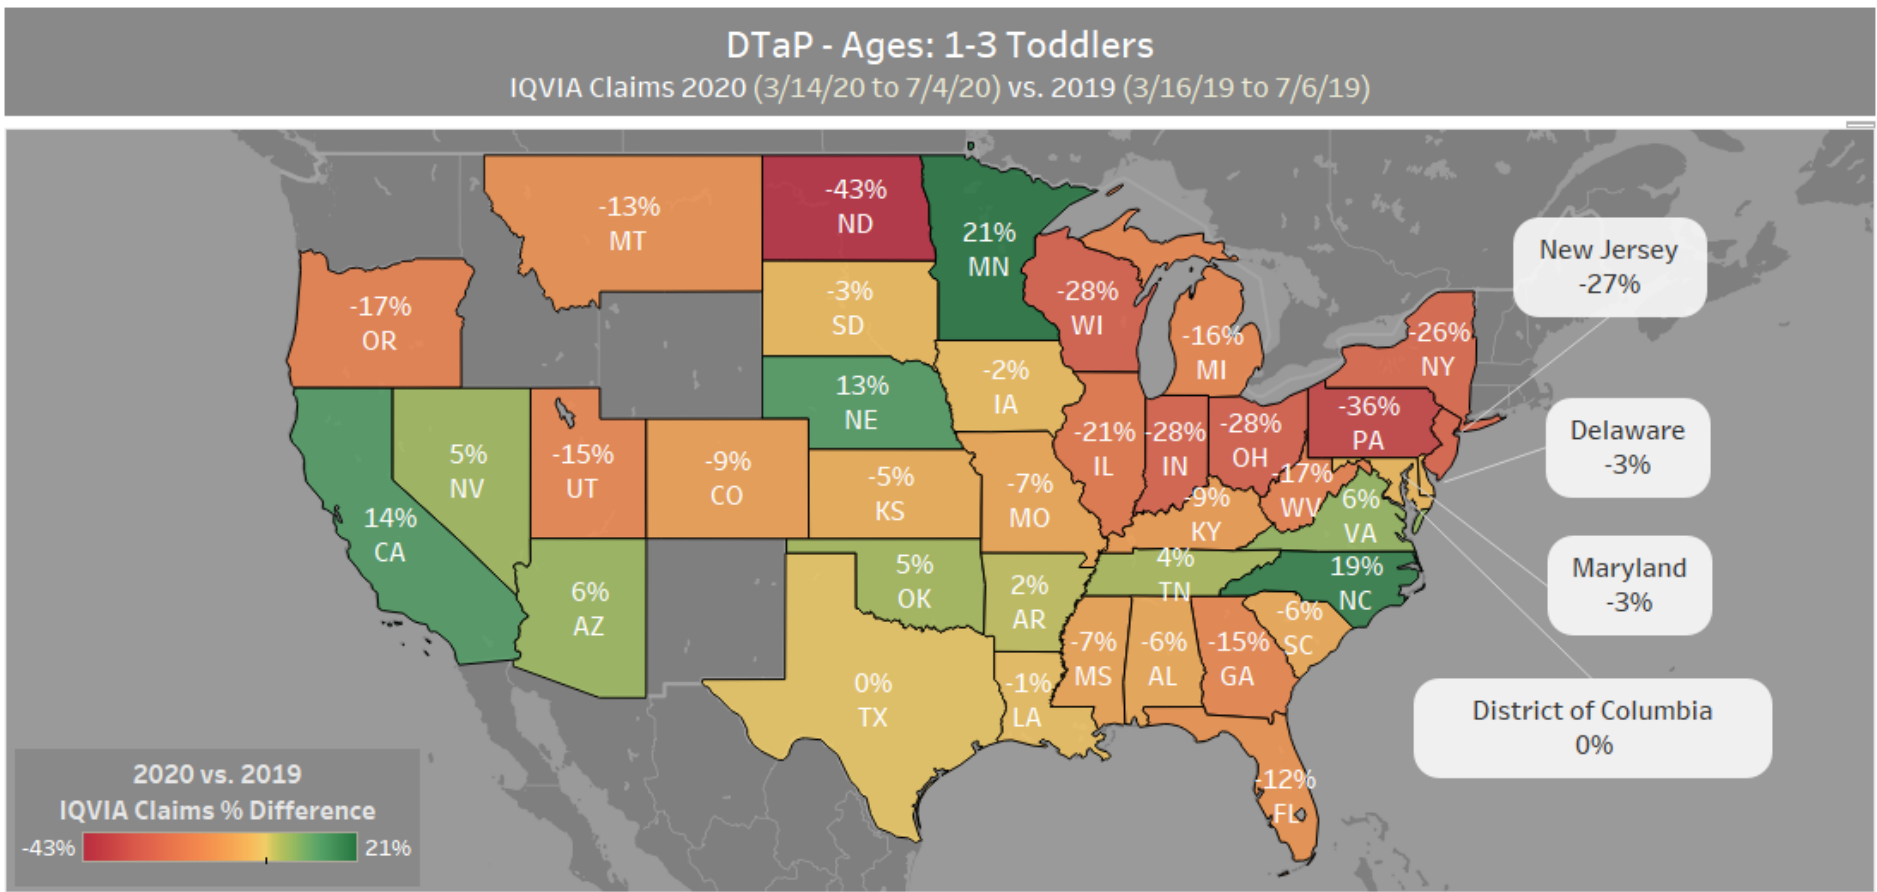 DTaP - Ages: 1-3 Toddlers
IQVIA Claims 2020 (3/14/20 to 7/4/20) vs. 2019 (3/16/19 to 7/6/19)
-13%
MT
-43%
ND
21%
MN
-17%
OR
-3%
SD
-28%
WI
-16%
MI
-26%
NY
New Jersey
-27%
13%
NE
-2%
IA
-36%
PA
Delaware
-3%
5%
NV
-15%
UT
-9%
CO
-5%
KS
-7%
MO
-21%
IL
-28%
IN
-28%
OH
-17%
WV
-9%
KY
6%
VA
14%
CA
Maryland
-3%
6%
AZ
5%
OK
2%
AR
4%
TN
19%
NC
-7%
MS
-6%
AL
-15%
GA
-6%
SC
0%
TX
-1%
LA
District of Columbia
0%
-12%
FL
2020 vs. 2019
IQVIA Claims % Difference
-43% 21%